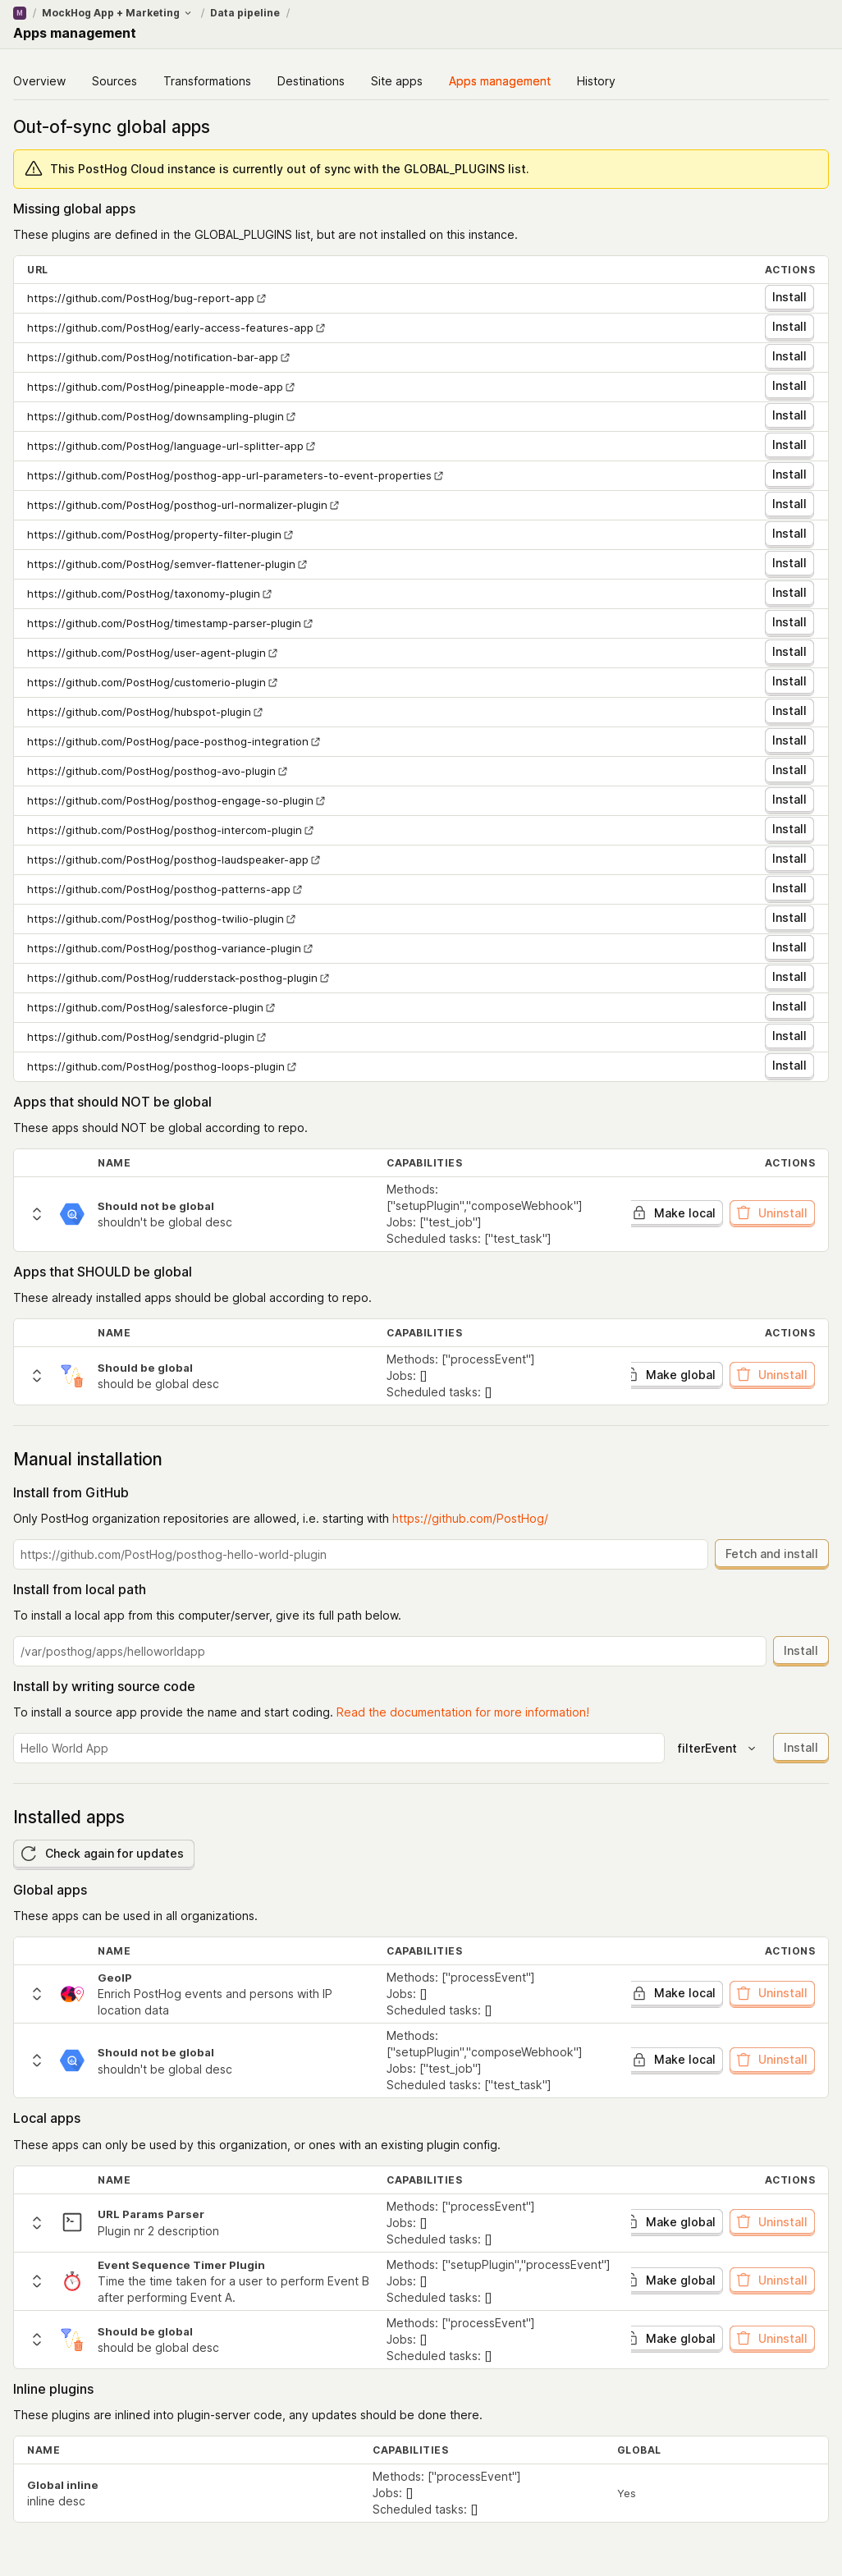 M / MockHog App + Marketing / Data pipeline /
Apps management
Overview Sources Transformations Destinations Site apps Apps management History
Out-of-sync global apps
This PostHog Cloud instance is currently out of sync with the GLOBAL_PLUGINS list.
Missing global apps
These plugins are defined in the GLOBAL_PLUGINS list, but are not installed on this instance.
URL ACTIONS
https://github.com/PostHog/bug-report-app Install
https://github.com/PostHog/early-access-features-app Install
https://github.com/PostHog/notification-bar-app Install
https://github.com/PostHog/pineapple-mode-app Install
https://github.com/PostHog/downsampling-plugin Install
https://github.com/PostHog/language-url-splitter-app Install
https://github.com/PostHog/posthog-app-url-parameters-to-event-properties Install
https://github.com/PostHog/posthog-url-normalizer-plugin Install
https://github.com/PostHog/property-filter-plugin Install
https://github.com/PostHog/semver-flattener-plugin Install
https://github.com/PostHog/taxonomy-plugin Install
https://github.com/PostHog/timestamp-parser-plugin Install
https://github.com/PostHog/user-agent-plugin Install
https://github.com/PostHog/customerio-plugin Install
https://github.com/PostHog/hubspot-plugin Install
https://github.com/PostHog/pace-posthog-integration Install
https://github.com/PostHog/posthog-avo-plugin Install
https://github.com/PostHog/posthog-engage-so-plugin Install
https://github.com/PostHog/posthog-intercom-plugin Install
https://github.com/PostHog/posthog-laudspeaker-app Install
https://github.com/PostHog/posthog-patterns-app Install
https://github.com/PostHog/posthog-twilio-plugin Install
https://github.com/PostHog/posthog-variance-plugin Install
https://github.com/PostHog/rudderstack-posthog-plugin Install
https://github.com/PostHog/salesforce-plugin Install
https://github.com/PostHog/sendgrid-plugin Install
https://github.com/PostHog/posthog-loops-plugin Install
Apps that should NOT be global
These apps should NOT be global according to repo.
NAME CAPABILITIES ACTIONS
Should not be global
shouldn't be global desc
Methods:
["setupPlugin","composeWebhook"]
Jobs: ["test_job"]
Scheduled tasks: ["test_task"]
Make local Uninstall
Apps that SHOULD be global
These already installed apps should be global according to repo.
NAME CAPABILITIES ACTIONS
Should be global
should be global desc
Methods: ["processEvent"]
Jobs: []
Scheduled tasks: []
Make global Uninstall
Manual installation
Install from GitHub
Only PostHog organization repositories are allowed, i.e. starting with https://github.com/PostHog/
https://github.com/PostHog/posthog-hello-world-plugin Fetch and install
Install from local path
To install a local app from this computer/server, give its full path below.
/var/posthog/apps/helloworldapp Install
Install by writing source code
To install a source app provide the name and start coding. Read the documentation for more information!
Hello World App filterEvent Install
Installed apps
Check again for updates
Global apps
These apps can be used in all organizations.
NAME CAPABILITIES ACTIONS
GeoIP
Enrich PostHog events and persons with IP
location data
Methods: ["processEvent"]
Jobs: []
Scheduled tasks: []
Make local Uninstall
Should not be global
shouldn't be global desc
Methods:
["setupPlugin","composeWebhook"]
Jobs: ["test_job"]
Scheduled tasks: ["test_task"]
Make local Uninstall
Local apps
These apps can only be used by this organization, or ones with an existing plugin config.
NAME CAPABILITIES ACTIONS
URL Params Parser
Plugin nr 2 description
Methods: ["processEvent"]
Jobs: []
Scheduled tasks: []
Make global Uninstall
Event Sequence Timer Plugin
Time the time taken for a user to perform Event B
after performing Event A.
Methods: ["setupPlugin","processEvent"]
Jobs: []
Scheduled tasks: []
Make global Uninstall
Should be global
should be global desc
Methods: ["processEvent"]
Jobs: []
Scheduled tasks: []
Make global Uninstall
Inline plugins
These plugins are inlined into plugin-server code, any updates should be done there.
NAME CAPABILITIES GLOBAL
Global inline
inline desc
Methods: ["processEvent"]
Jobs: []
Scheduled tasks: []
Yes